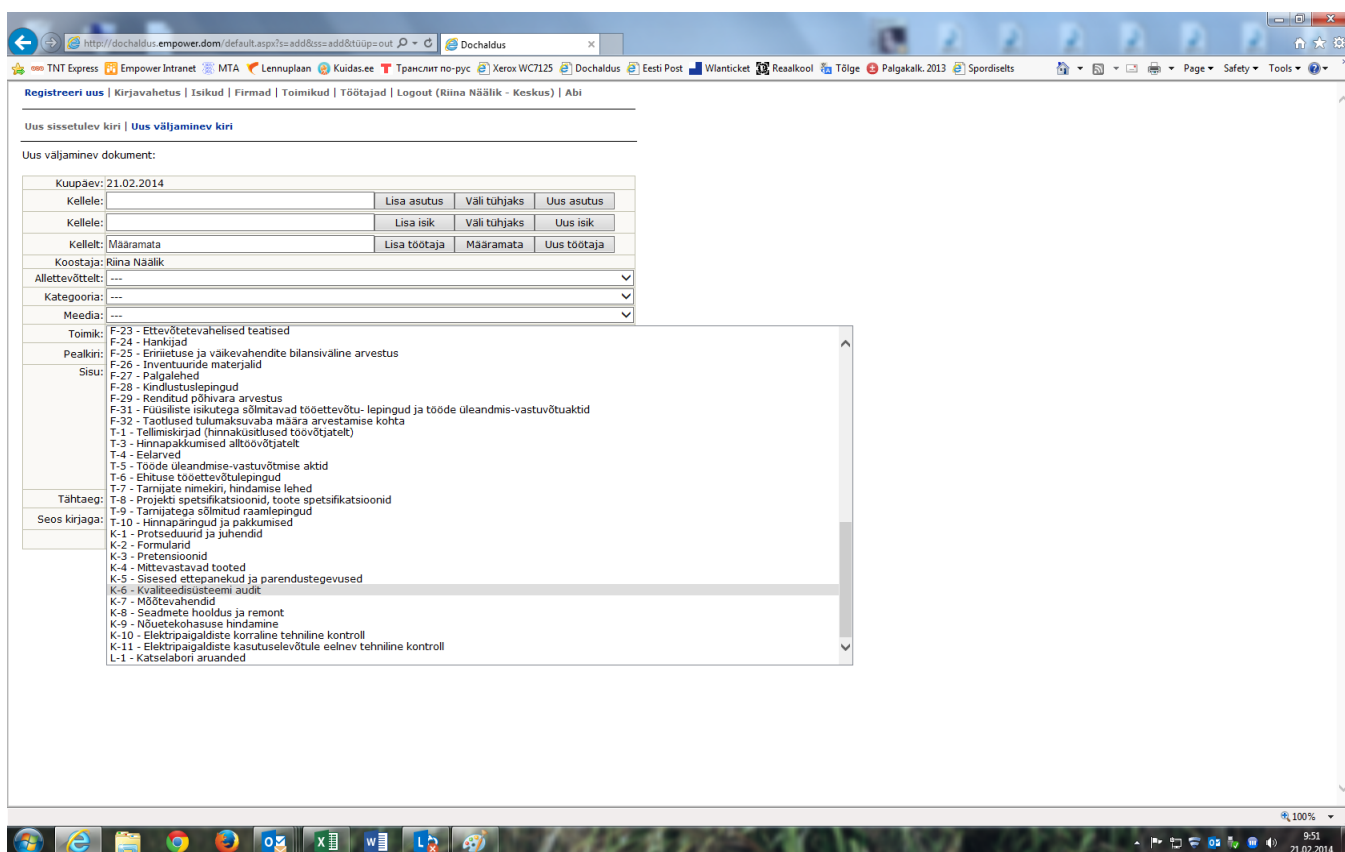 http://dochaldus.empower.dom/default.aspx?s=add&ss=add&tüüp=out
Dochaldus
TNT Express Empower Intranet MTA Lennuplaan Kuidas.ee Транслит по-рус Xerox WC7125 Dochaldus Eesti Post Wlanticket Reaalkool Tõlge Palgakalk. 2013 Spordiselts Page Safety Tools
Registreeri uus | Kirjavahetus | Isikud | Firmad | Toimikud | Töötajad | Logout (Riina Näälik - Keskus) | Abi
Uus sissetulev kiri | Uus väljaminev kiri
Uus väljaminev dokument:
Kuupäev: 21.02.2014
Kellele: Lisa asutus Väli tühjaks Uus asutus
Kellele: Lisa isik Väli tühjaks Uus isik
Kellelt: Määramata Lisa töötaja Määramata Uus töötaja
Koostaja: Riina Näälik
Allettevõttelt: ---
Kategooria: ---
Meedia: ---
Toimik:
Pealkiri:
Sisu:
Tähtaeg:
Seos kirjaga:
F-23 - Ettevõtetevahelised teatised
F-24 - Hankijad
F-25 - Eririietuse ja väikevahendite bilansiväline arvestus
F-26 - Inventuuride materjalid
F-27 - Palgalehed
F-28 - Kindlustuslepingud
F-29 - Renditud põhivara arvestus
F-31 - Füüsiliste isikutega sõlmitavad tööettevõtu- lepingud ja tööde üleandmis-vastuvõtuaktid
F-32 - Taotlused tulumaksuvaba määra arvestamise kohta
T-1 - Tellimiskirjad (hinnaküsitlused töövõtjatelt)
T-3 - Hinnapakkumised alltöövõtjatelt
T-4 - Eelarved
T-5 - Tööde üleandmise-vastuvõtmise aktid
T-6 - Ehituse tööettevõtulepingud
T-7 - Tarnijate nimekiri, hindamise lehed
T-8 - Projekti spetsifikatsioonid, toote spetsifikatsioonid
T-9 - Tarnijatega sõlmitud raamlepingud
T-10 - Hinnapäringud ja pakkumised
K-1 - Protseduurid ja juhendid
K-2 - Formularid
K-3 - Pretensioonid
K-4 - Mittevastavad tooted
K-5 - Sisesed ettepanekud ja parendustegevused
K-6 - Kvaliteedisüsteemi audit
K-7 - Mõõtevahendid
K-8 - Seadmete hooldus ja remont
K-9 - Nõuetekohasuse hindamine
K-10 - Elektripaigaldiste korraline tehniline kontroll
K-11 - Elektripaigaldiste kasutuselevõtule eelnev tehniline kontroll
L-1 - Katselabori aruanded
100%
9:51
21.02.2014